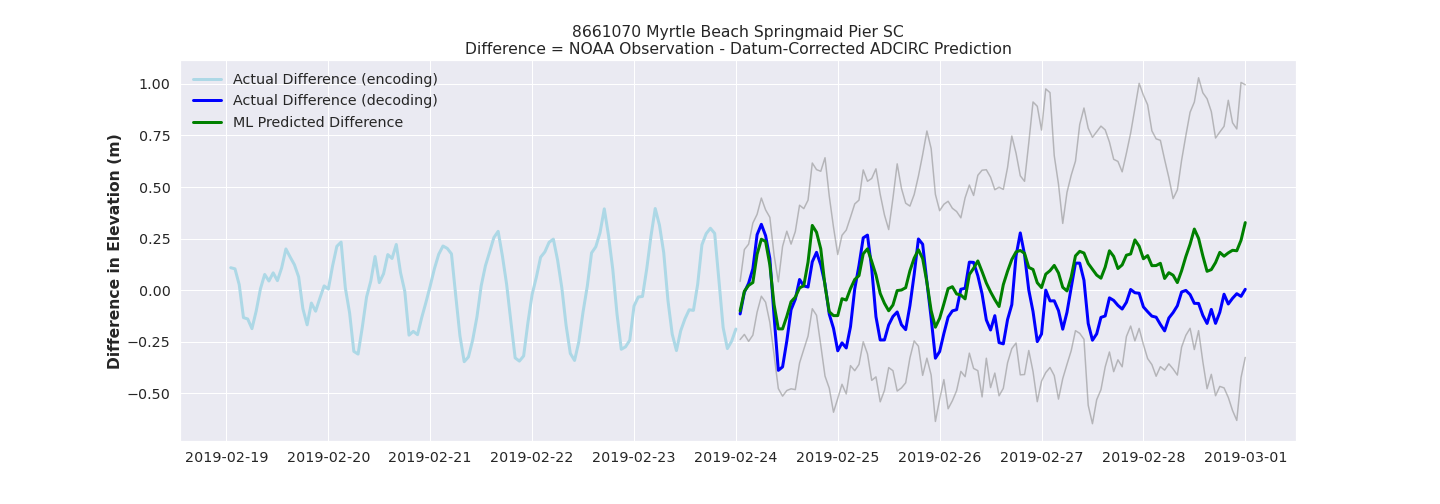 8661070 Myrtle Beach Springmaid Pier SC
Difference = NOAA Observation - Datum-Corrected ADCIRC Prediction
Actual Difference (encoding)
Actual Difference (decoding)
ML Predicted Difference
Difference in Elevation (m)
1.00
0.75
0.50
0.25
0.00
−0.25
−0.50
2019-02-19 2019-02-20 2019-02-21 2019-02-22 2019-02-23 2019-02-24 2019-02-25 2019-02-26 2019-02-27 2019-02-28 2019-03-01